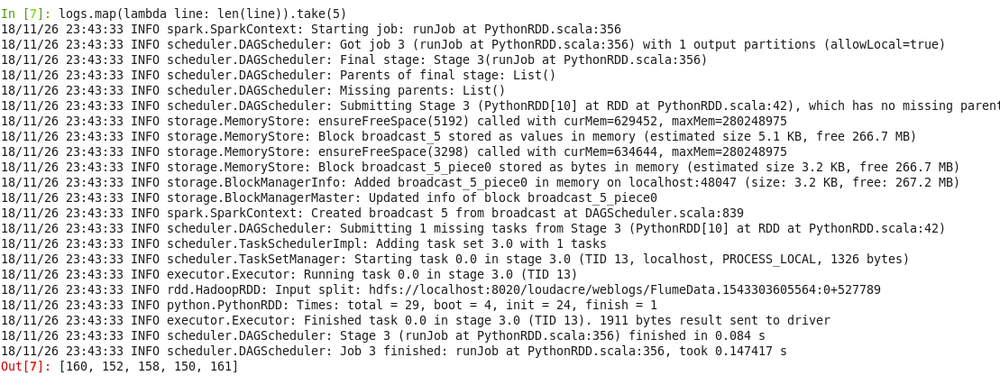 In [7]: logs.map(lambda line: len(line)).take(5)
18/11/26 23:43:33 INFO spark.SparkContext: Starting job: runJob at PythonRDD.scala:356
18/11/26 23:43:33 INFO scheduler.DAGScheduler: Got job 3 (runJob at PythonRDD.scala:356) with 1 output partitions (allowLocal=true)
18/11/26 23:43:33 INFO scheduler.DAGScheduler: Final stage: Stage 3(runJob at PythonRDD.scala:356)
18/11/26 23:43:33 INFO scheduler.DAGScheduler: Parents of final stage: List()
18/11/26 23:43:33 INFO scheduler.DAGScheduler: Missing parents: List()
18/11/26 23:43:33 INFO scheduler.DAGScheduler: Submitting Stage 3 (PythonRDD[10] at RDD at PythonRDD.scala:42), which has no missing parent
18/11/26 23:43:33 INFO storage.MemoryStore: ensureFreeSpace(5192) called with curMem=629452, maxMem=280248975
18/11/26 23:43:33 INFO storage.MemoryStore: Block broadcast_5 stored as values in memory (estimated size 5.1 KB, free 266.7 MB)
18/11/26 23:43:33 INFO storage.MemoryStore: ensureFreeSpace(3298) called with curMem=634644, maxMem=280248975
18/11/26 23:43:33 INFO storage.MemoryStore: Block broadcast_5_piece0 stored as bytes in memory (estimated size 3.2 KB, free 266.7 MB)
18/11/26 23:43:33 INFO storage.BlockManagerInfo: Added broadcast_5_piece0 in memory on localhost:48047 (size: 3.2 KB, free: 267.2 MB)
18/11/26 23:43:33 INFO storage.BlockManagerMaster: Updated info of block broadcast_5_piece0
18/11/26 23:43:33 INFO spark.SparkContext: Created broadcast 5 from broadcast at DAGScheduler.scala:839
18/11/26 23:43:33 INFO scheduler.DAGScheduler: Submitting 1 missing tasks from Stage 3 (PythonRDD[10] at RDD at PythonRDD.scala:42)
18/11/26 23:43:33 INFO scheduler.TaskSchedulerImpl: Adding task set 3.0 with 1 tasks
18/11/26 23:43:33 INFO scheduler.TaskSetManager: Starting task 0.0 in stage 3.0 (TID 13, localhost, PROCESS_LOCAL, 1326 bytes)
18/11/26 23:43:33 INFO executor.Executor: Running task 0.0 in stage 3.0 (TID 13)
18/11/26 23:43:33 INFO rdd.HadoopRDD: Input split: hdfs://localhost:8020/loudacre/weblogs/FlumeData.1543303605564:0+527789
18/11/26 23:43:33 INFO python.PythonRDD: Times: total = 29, boot = 4, init = 24, finish = 1
18/11/26 23:43:33 INFO executor.Executor: Finished task 0.0 in stage 3.0 (TID 13). 1911 bytes result sent to driver
18/11/26 23:43:33 INFO scheduler.DAGScheduler: Stage 3 (runJob at PythonRDD.scala:356) finished in 0.084 s
18/11/26 23:43:33 INFO scheduler.DAGScheduler: Job 3 finished: runJob at PythonRDD.scala:356, took 0.147417 s
Out[7]: [160, 152, 158, 150, 161]